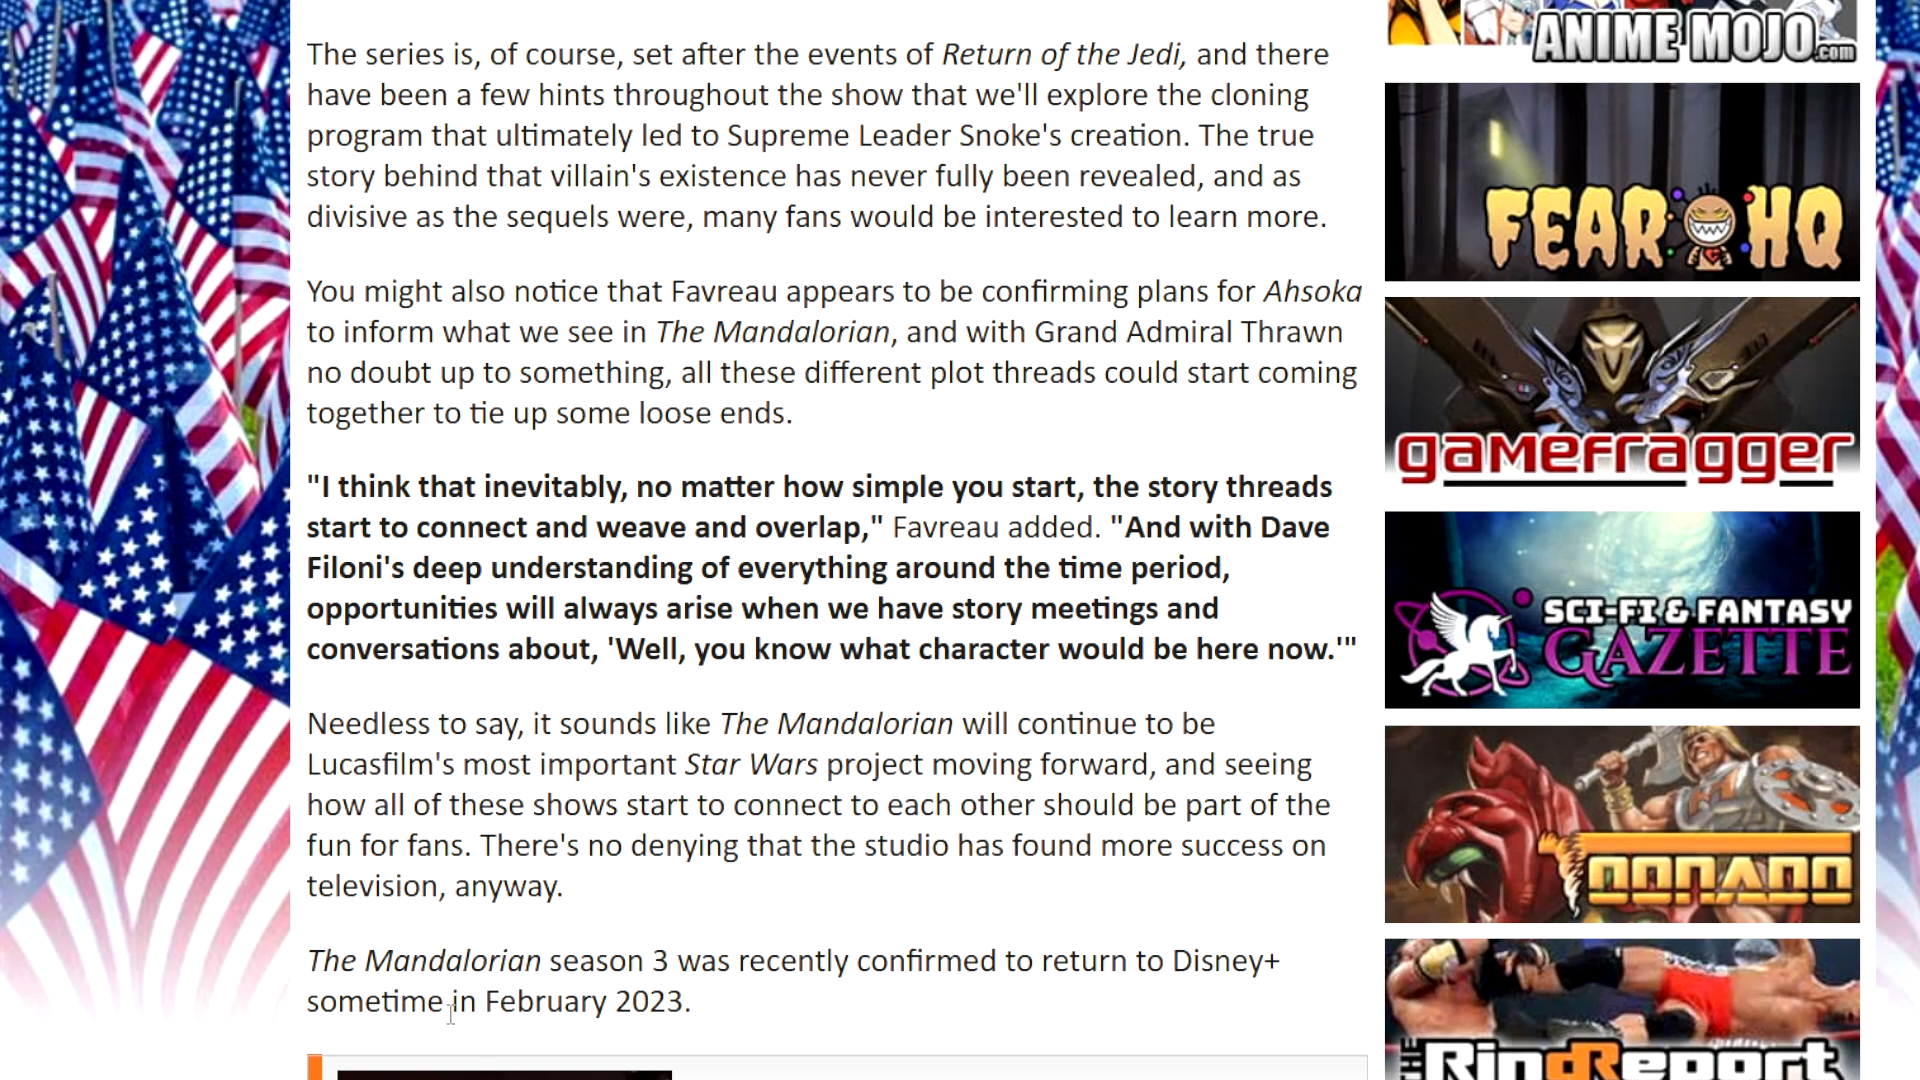 The series is, of course, set after the events of Return of the Jedi, and there
have been a few hints throughout the show that we'll explore the cloning
program that ultimately led to Supreme Leader Snoke's creation. The true
story behind that villain's existence has never fully been revealed, and as
divisive as the sequels were, many fans would be interested to learn more.
You might also notice that Favreau appears to be confirming plans for Ahsoka
to inform what we see in The Mandalorian, and with Grand Admiral Thrawn
no doubt up to something, all these different plot threads could start coming
together to tie up some loose ends.
"I think that inevitably, no matter how simple you start, the story threads
start to connect and weave and overlap," Favreau added. "And with Dave
Filoni's deep understanding of everything around the time period,
opportunities will always arise when we have story meetings and
conversations about, 'Well, you know what character would be here now.'"
Needless to say, it sounds like The Mandalorian will continue to be
Lucasfilm's most important Star Wars project moving forward, and seeing
how all of these shows start to connect to each other should be part of the
fun for fans. There's no denying that the studio has found more success on
television, anyway.
The Mandalorian season 3 was recently confirmed to return to Disney+
sometime in February 2023.
ANIME MOJO.com
FEAR HQ
gamefragger
SCI-FI & FANTASY
GAZETTE
TOONADO
THE
RingReport